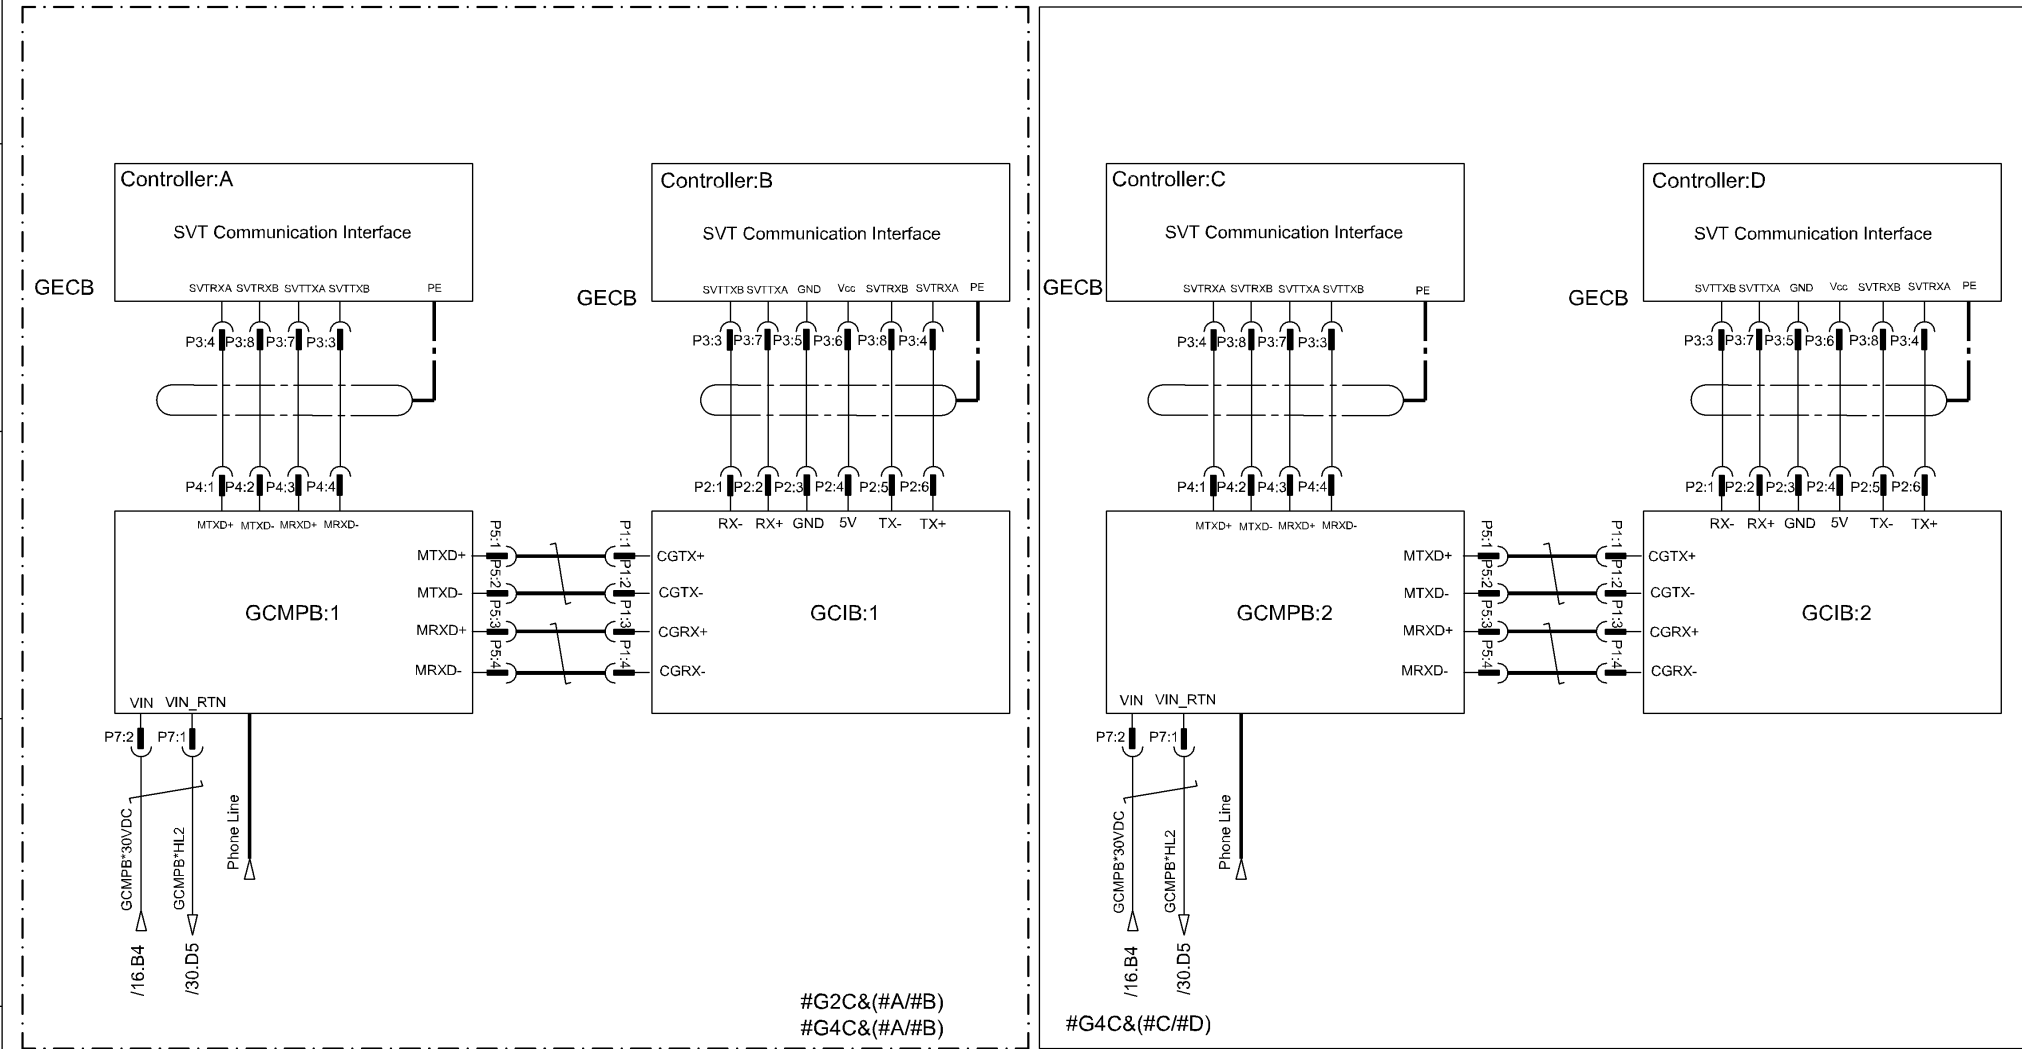 Controller:A
SVT Communication Interface
GECB
SVTRXA SVTRXB SVTTXA SVTTXB PE
P3:4 P3:8 P3:7 P3:3
P4:1 P4:2 P4:3 P4:4
MTXD+ MTXD- MRXD+ MRXD-
GCMPB:1
MTXD+
MTXD-
MRXD+
MRXD-
P5:1
P5:2
P5:3
P5:4
VIN VIN_RTN
P7:2 P7:1
GCMPB*30VDC
GCMPB*HL2
Phone Line
/16.B4
/30.D5
Controller:B
SVT Communication Interface
GECB
SVTTXB SVTTXA GND Vcc SVTRXB SVTRXA PE
P3:3 P3:7 P3:5 P3:6 P3:8 P3:4
P2:1 P2:2 P2:3 P2:4 P2:5 P2:6
RX- RX+ GND 5V TX- TX+
P1:1
P1:2
P1:3
P1:4
CGTX+
CGTX-
CGRX+
CGRX-
GCIB:1
#G2C&(#A/#B)
#G4C&(#A/#B)
Controller:C
SVT Communication Interface
GECB
SVTRXA SVTRXB SVTTXA SVTTXB PE
P3:4 P3:8 P3:7 P3:3
P4:1 P4:2 P4:3 P4:4
MTXD+ MTXD- MRXD+ MRXD-
GCMPB:2
MTXD+
MTXD-
MRXD+
MRXD-
P5:1
P5:2
P5:3
P5:4
VIN VIN_RTN
P7:2 P7:1
GCMPB*30VDC
GCMPB*HL2
Phone Line
/16.B4
/30.D5
Controller:D
SVT Communication Interface
GECB
SVTTXB SVTTXA GND Vcc SVTRXB SVTRXA PE
P3:3 P3:7 P3:5 P3:6 P3:8 P3:4
P2:1 P2:2 P2:3 P2:4 P2:5 P2:6
RX- RX+ GND 5V TX- TX+
P1:1
P1:2
P1:3
P1:4
CGTX+
CGTX-
CGRX+
CGRX-
GCIB:2
#G4C&(#C/#D)